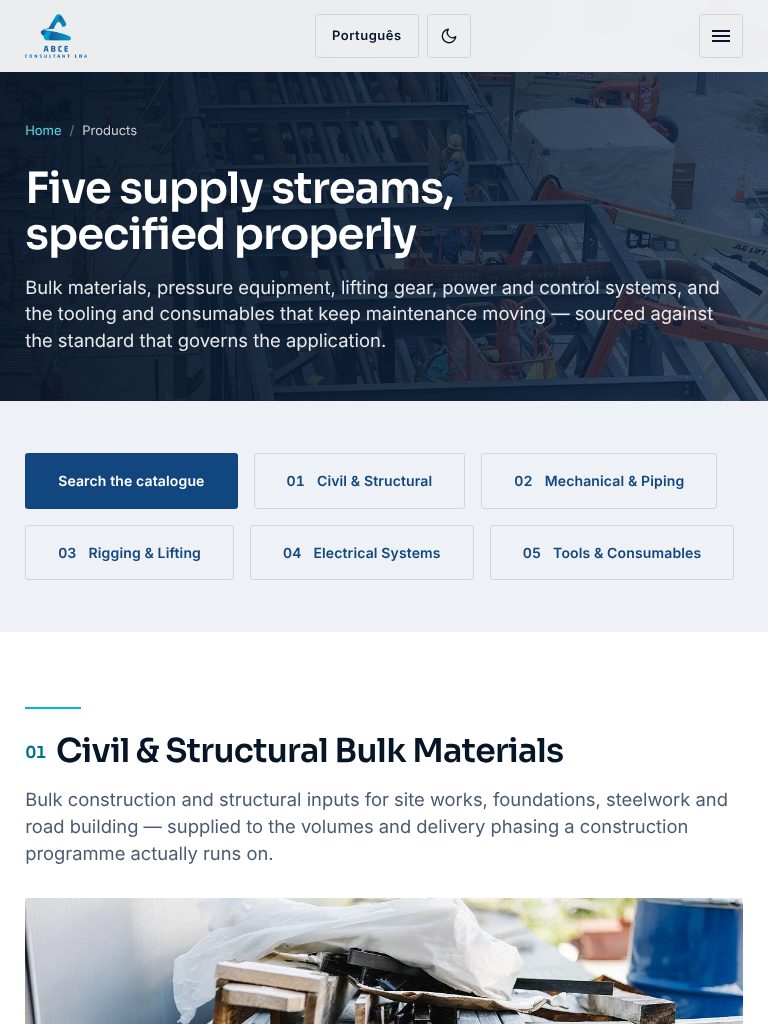 Português
ABCE
CONSULTANT LDA
Home / Products
JLG LIFT
Five supply streams,
specified properly
Bulk materials, pressure equipment, lifting gear, power and control systems, and
the tooling and consumables that keep maintenance moving — sourced against
the standard that governs the application.
Search the catalogue
01 Civil & Structural
02 Mechanical & Piping
03 Rigging & Lifting
04 Electrical Systems
05 Tools & Consumables
01 Civil & Structural Bulk Materials
Bulk construction and structural inputs for site works, foundations, steelwork and
road building — supplied to the volumes and delivery phasing a construction
programme actually runs on.